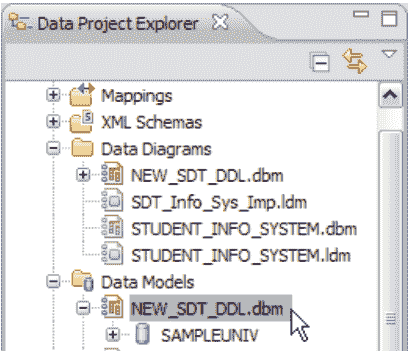 Data Project Explorer
Mappings
XML Schemas
Data Diagrams
NEW_SDT_DDL.dbm
SDT_Info_Sys_Imp.ldm
STUDENT_INFO_SYSTEM.dbm
STUDENT_INFO_SYSTEM.ldm
Data Models
NEW_SDT_DDL.dbm
SAMPLEUNIV